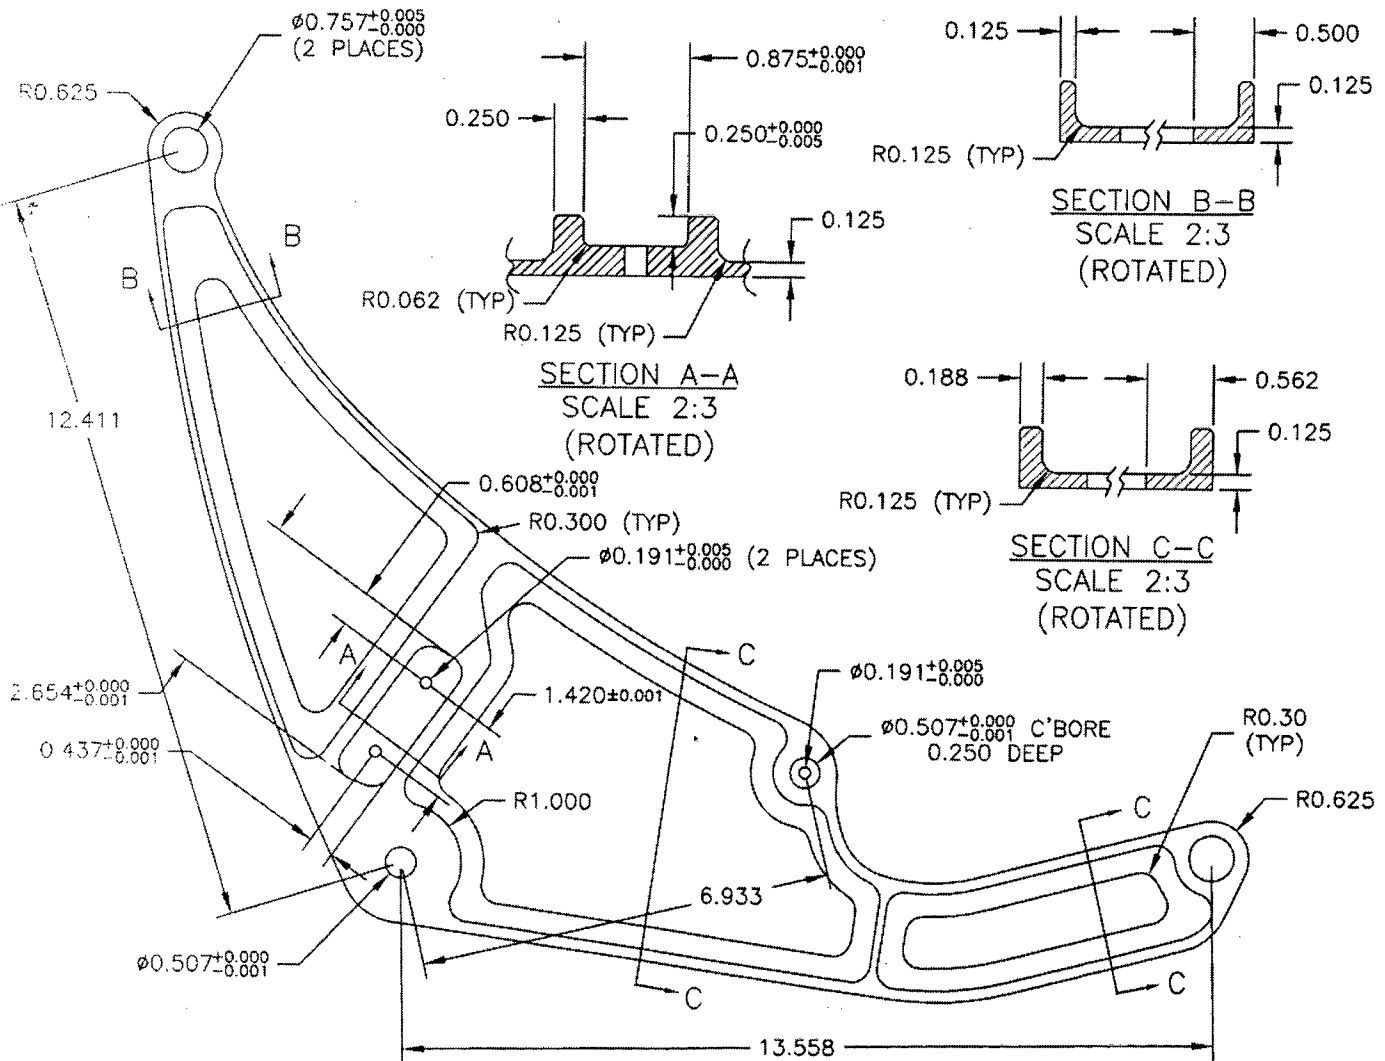 ø0.757+0.005 -0.000
(2 PLACES)
R0.625
0.875+0.000 -0.001
0.250
0.250+0.000 -0.005
0.125
R0.062 (TYP)
R0.125 (TYP)
SECTION A-A
SCALE 2:3
(ROTATED)
0.125
0.500
0.125
R0.125 (TYP)
SECTION B-B
SCALE 2:3
(ROTATED)
0.188
0.562
0.125
R0.125 (TYP)
SECTION C-C
SCALE 2:3
(ROTATED)
B
B
12.411
0.608+0.000 -0.001
R0.300 (TYP)
ø0.191+0.005 -0.000 (2 PLACES)
A
A
2.654+0.000 -0.001
1.420±0.001
0.437+0.000 -0.001
C
ø0.191+0.005 -0.000
ø0.507+0.000 -0.001 C'BORE
0.250 DEEP
R0.30
(TYP)
R1.000
R0.625
C
6.933
ø0.507+0.000 -0.001
C
C
13.558